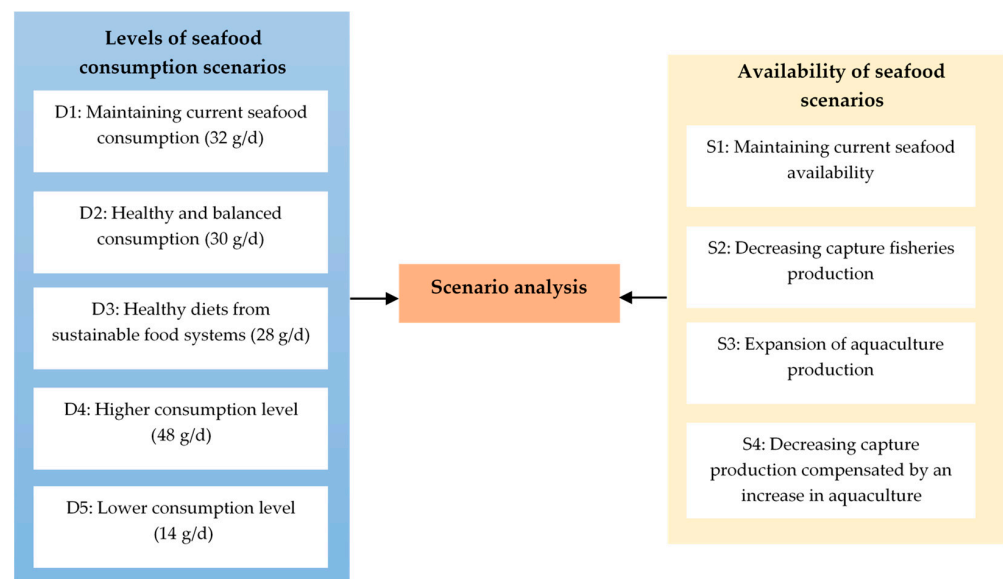 Levels of seafood
consumption scenarios
D1: Maintaining current seafood
consumption (32 g/d)
D2: Healthy and balanced
consumption (30 g/d)
D3: Healthy diets from
sustainable food systems (28 g/d)
D4: Higher consumption level
(48 g/d)
D5: Lower consumption level
(14 g/d)
Scenario analysis
Availability of seafood
scenarios
S1: Maintaining current seafood
availability
S2: Decreasing capture fisheries
production
S3: Expansion of aquaculture
production
S4: Decreasing capture
production compensated by an
increase in aquaculture